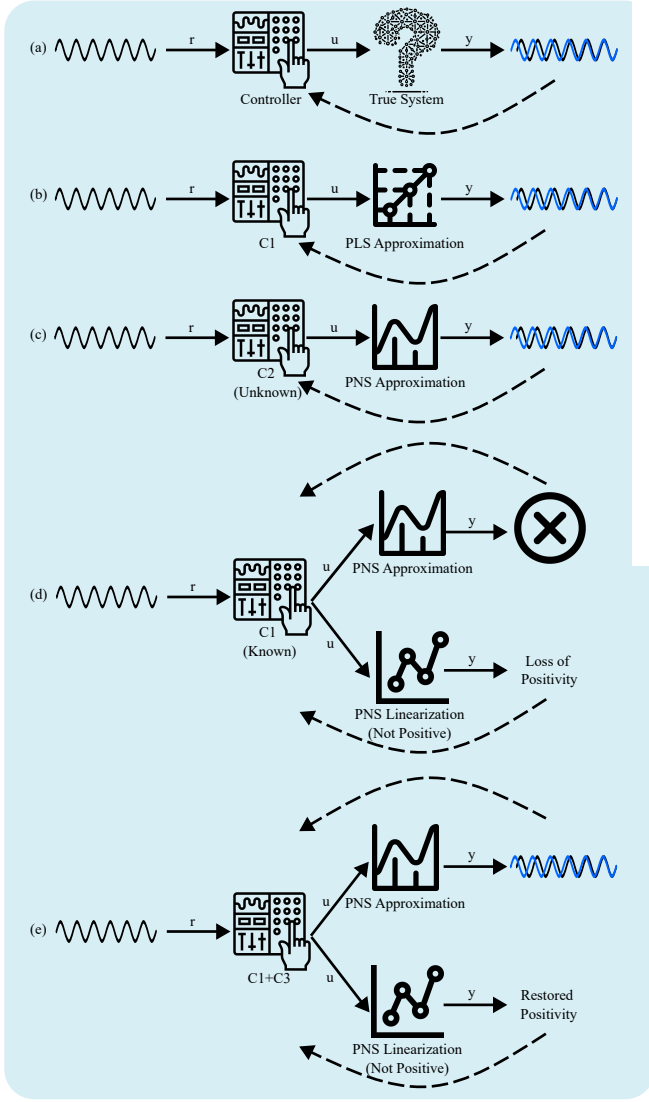 (a) r u y
Controller True System
(b) r u y
C1 PLS Approximation
(c) r u y
C2 PNS Approximation
(Unknown)
u y
PNS Approximation
(d) r
C1
(Known)
u y Loss of
Positivity
PNS Linearization
(Not Positive)
y
u PNS Approximation
(e) r
C1+C3
u y Restored
Positivity
PNS Linearization
(Not Positive)